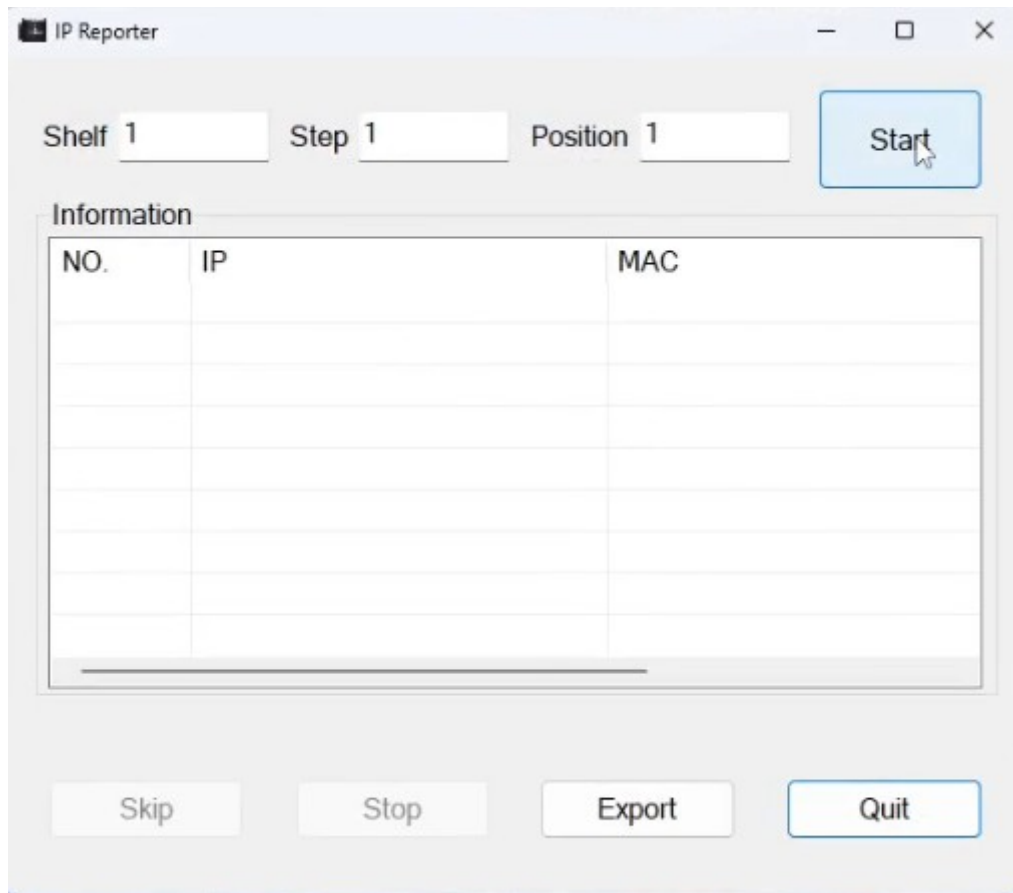 IP Reporter
Shelf 1 Step 1 Position 1 Start
Information
NO. IP MAC
Skip Stop Export Quit